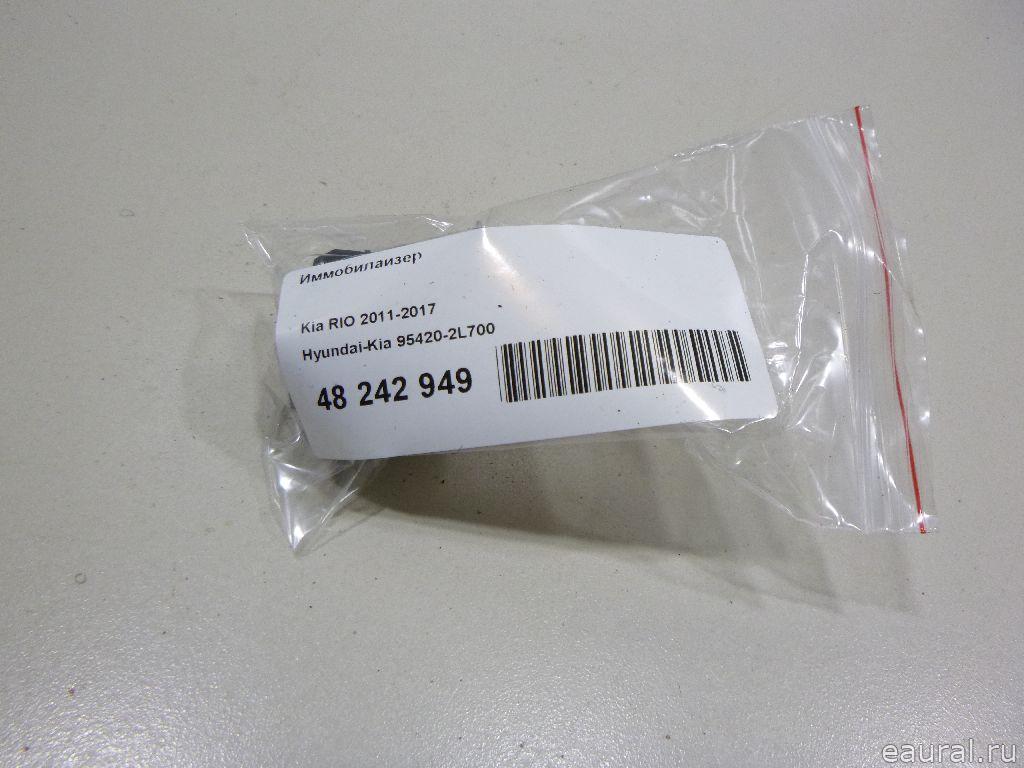 Иммобилайзер
Kia RIO 2011-2017
Hyundai-Kia 95420-2L700
48 242 949
eaural.ru